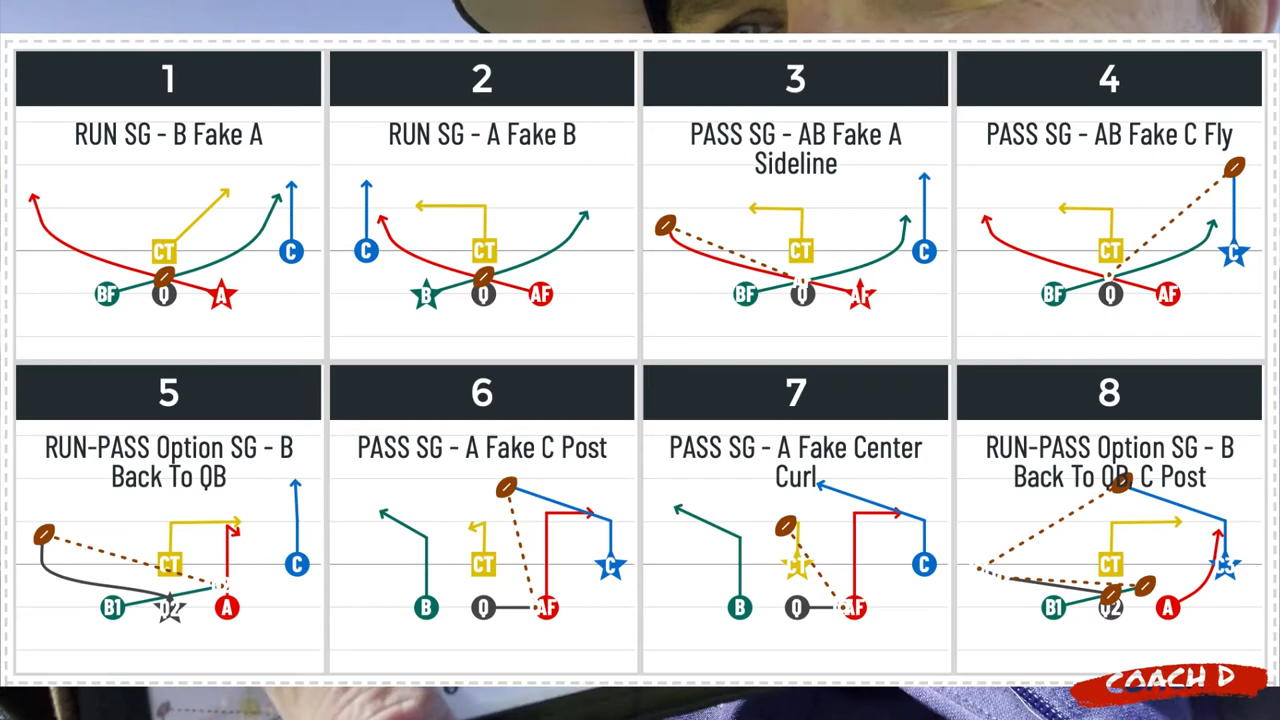 1
RUN SG - B Fake A
CT
C
BF
Q
A
2
RUN SG - A Fake B
C
CT
B
Q
AF
3
PASS SG - AB Fake A
Sideline
CT
C
BF
Q
AF
4
PASS SG - AB Fake C Fly
CT
C
BF
Q
AF
5
RUN-PASS Option SG - B
Back To QB
CT
C
B1
Q2
A
6
PASS SG - A Fake C Post
CT
C
B
Q
AF
7
PASS SG - A Fake Center
Curl
CT
C
B
Q
AF
8
RUN-PASS Option SG - B
Back To QB, C Post
CT
C3
B1
Q2
A
COACH D